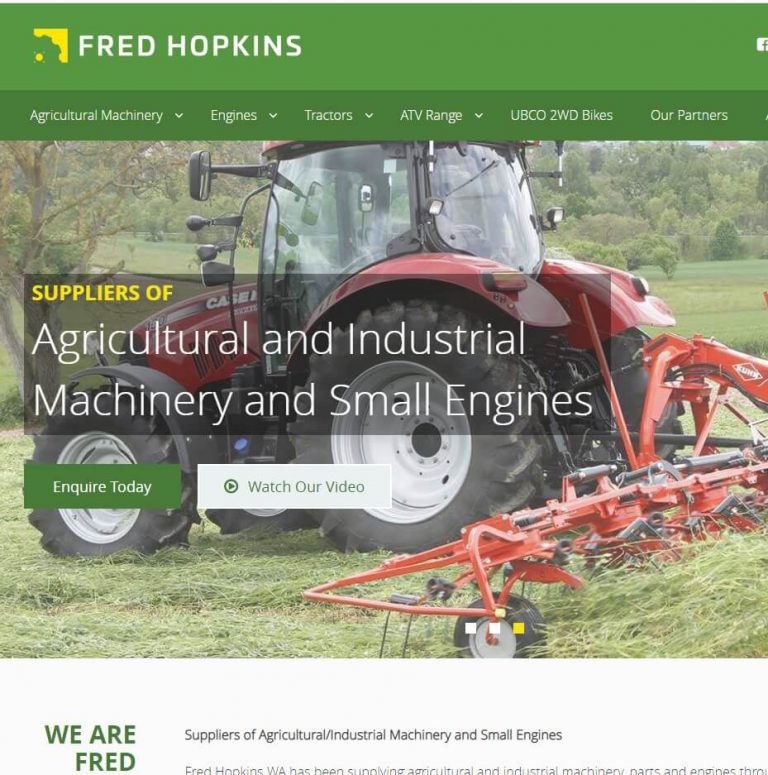 FRED HOPKINS
Agricultural Machinery Engines Tractors ATV Range UBCO 2WD Bikes Our Partners
CASE
SUPPLIERS OF
Agricultural and Industrial
Machinery and Small Engines
KUHN
Enquire Today Watch Our Video
WE ARE
FRED
Suppliers of Agricultural/Industrial Machinery and Small Engines
Fred Hopkins WA has been supplying agricultural and industrial machinery, parts and engines